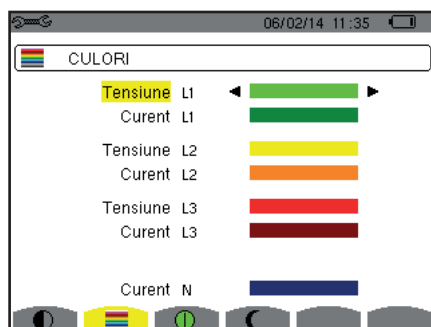 06/02/14 11:35
CULORI
Tensiune L1
Curent L1
Tensiune L2
Curent L2
Tensiune L3
Curent L3
Curent N